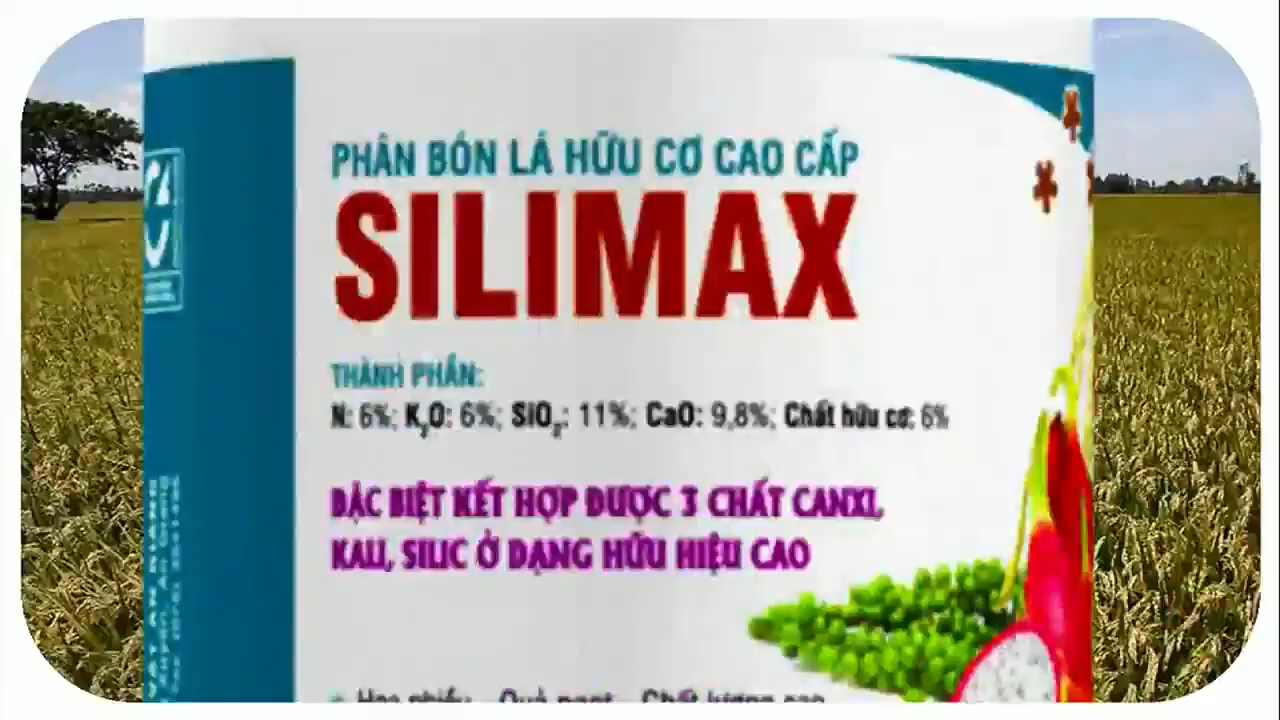 PHÂN BÓN LÁ HỮU CƠ CAO CẤP
SILIMAX
THÀNH PHẦN:
N: 6%; K₂O: 6%; SiO₂: 11%; CaO: 9,8%; Chất hữu cơ: 6%
ĐẶC BIỆT KẾT HỢP ĐƯỢC 3 CHẤT CANXI,
KALI, SILIC Ở DẠNG HỮU HIỆU CAO